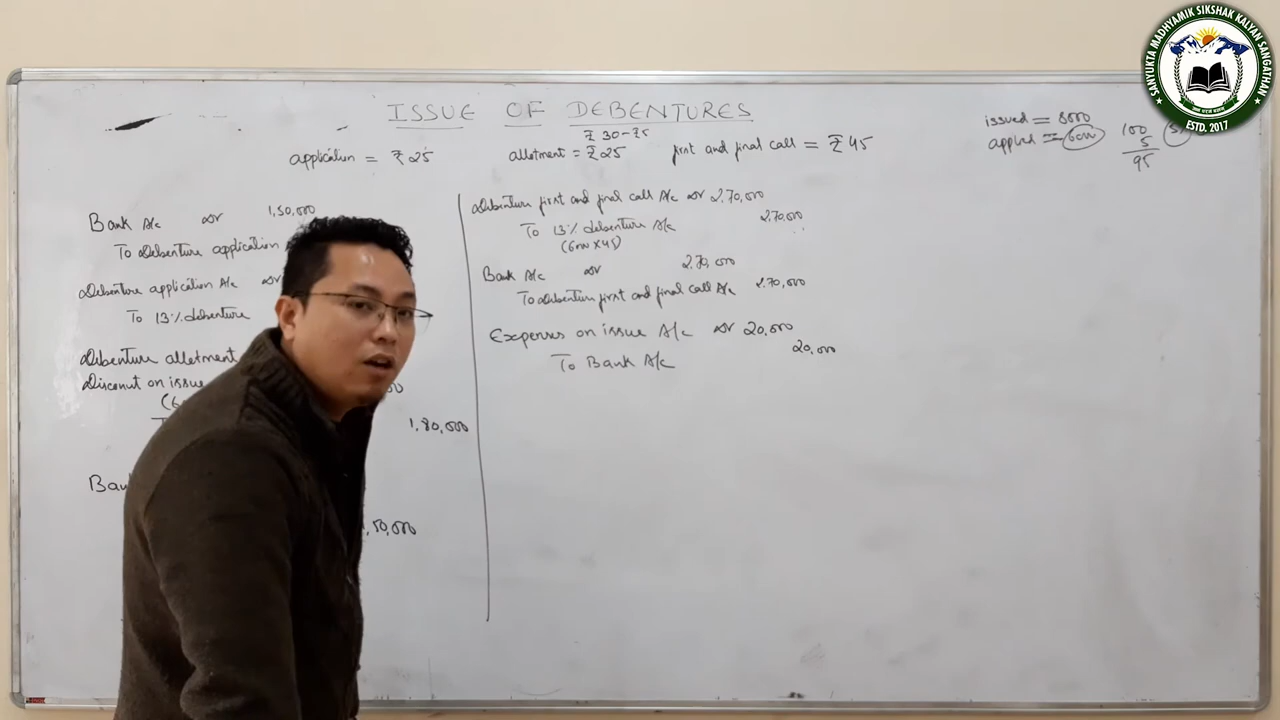 ISSUE OF DEBENTURES
₹ 30-25
application = ₹ 25 allotment = ₹ 25 first and final call = ₹ 45
issued = 8000
applied = 6000
100
5
95
Bank A/c Dr 1,50,000
To Debenture application
Debenture application A/c Dr
To 13% debenture
Debenture allotment
Discount on issue
1,80,000
Debenture first and final call A/c Dr 2,70,000
To 13% debenture A/c 2,70,000
(6000 X 45)
Bank A/c Dr 2,70,000
To Debenture first and final call A/c 2,70,000
Expenses on issue A/c Dr 20,000
To Bank A/c 20,000
SANYUKTA MADHYAMIK SIKSHAK KALYAN SANGATHAN
ESTD. 2017